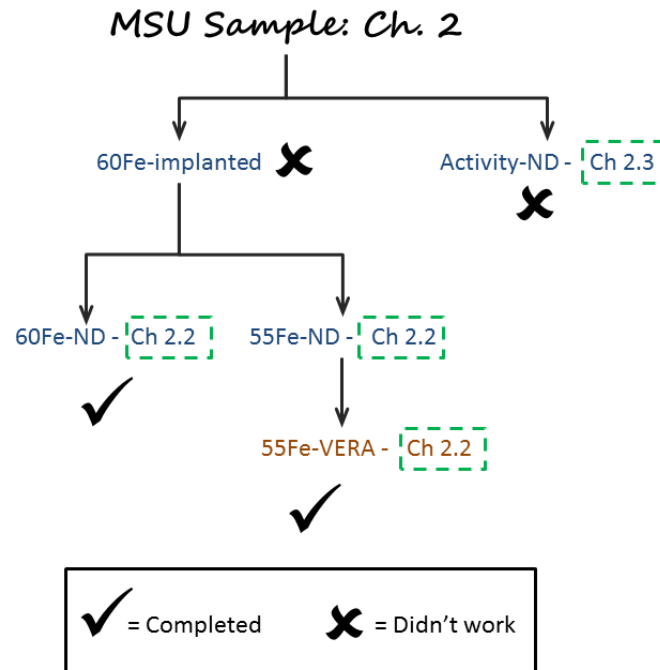 MSU Sample: Ch. 2
60Fe-implanted
Activity-ND - Ch 2.3
60Fe-ND - Ch 2.2
55Fe-ND - Ch 2.2
55Fe-VERA - Ch 2.2
= Completed
= Didn’t work